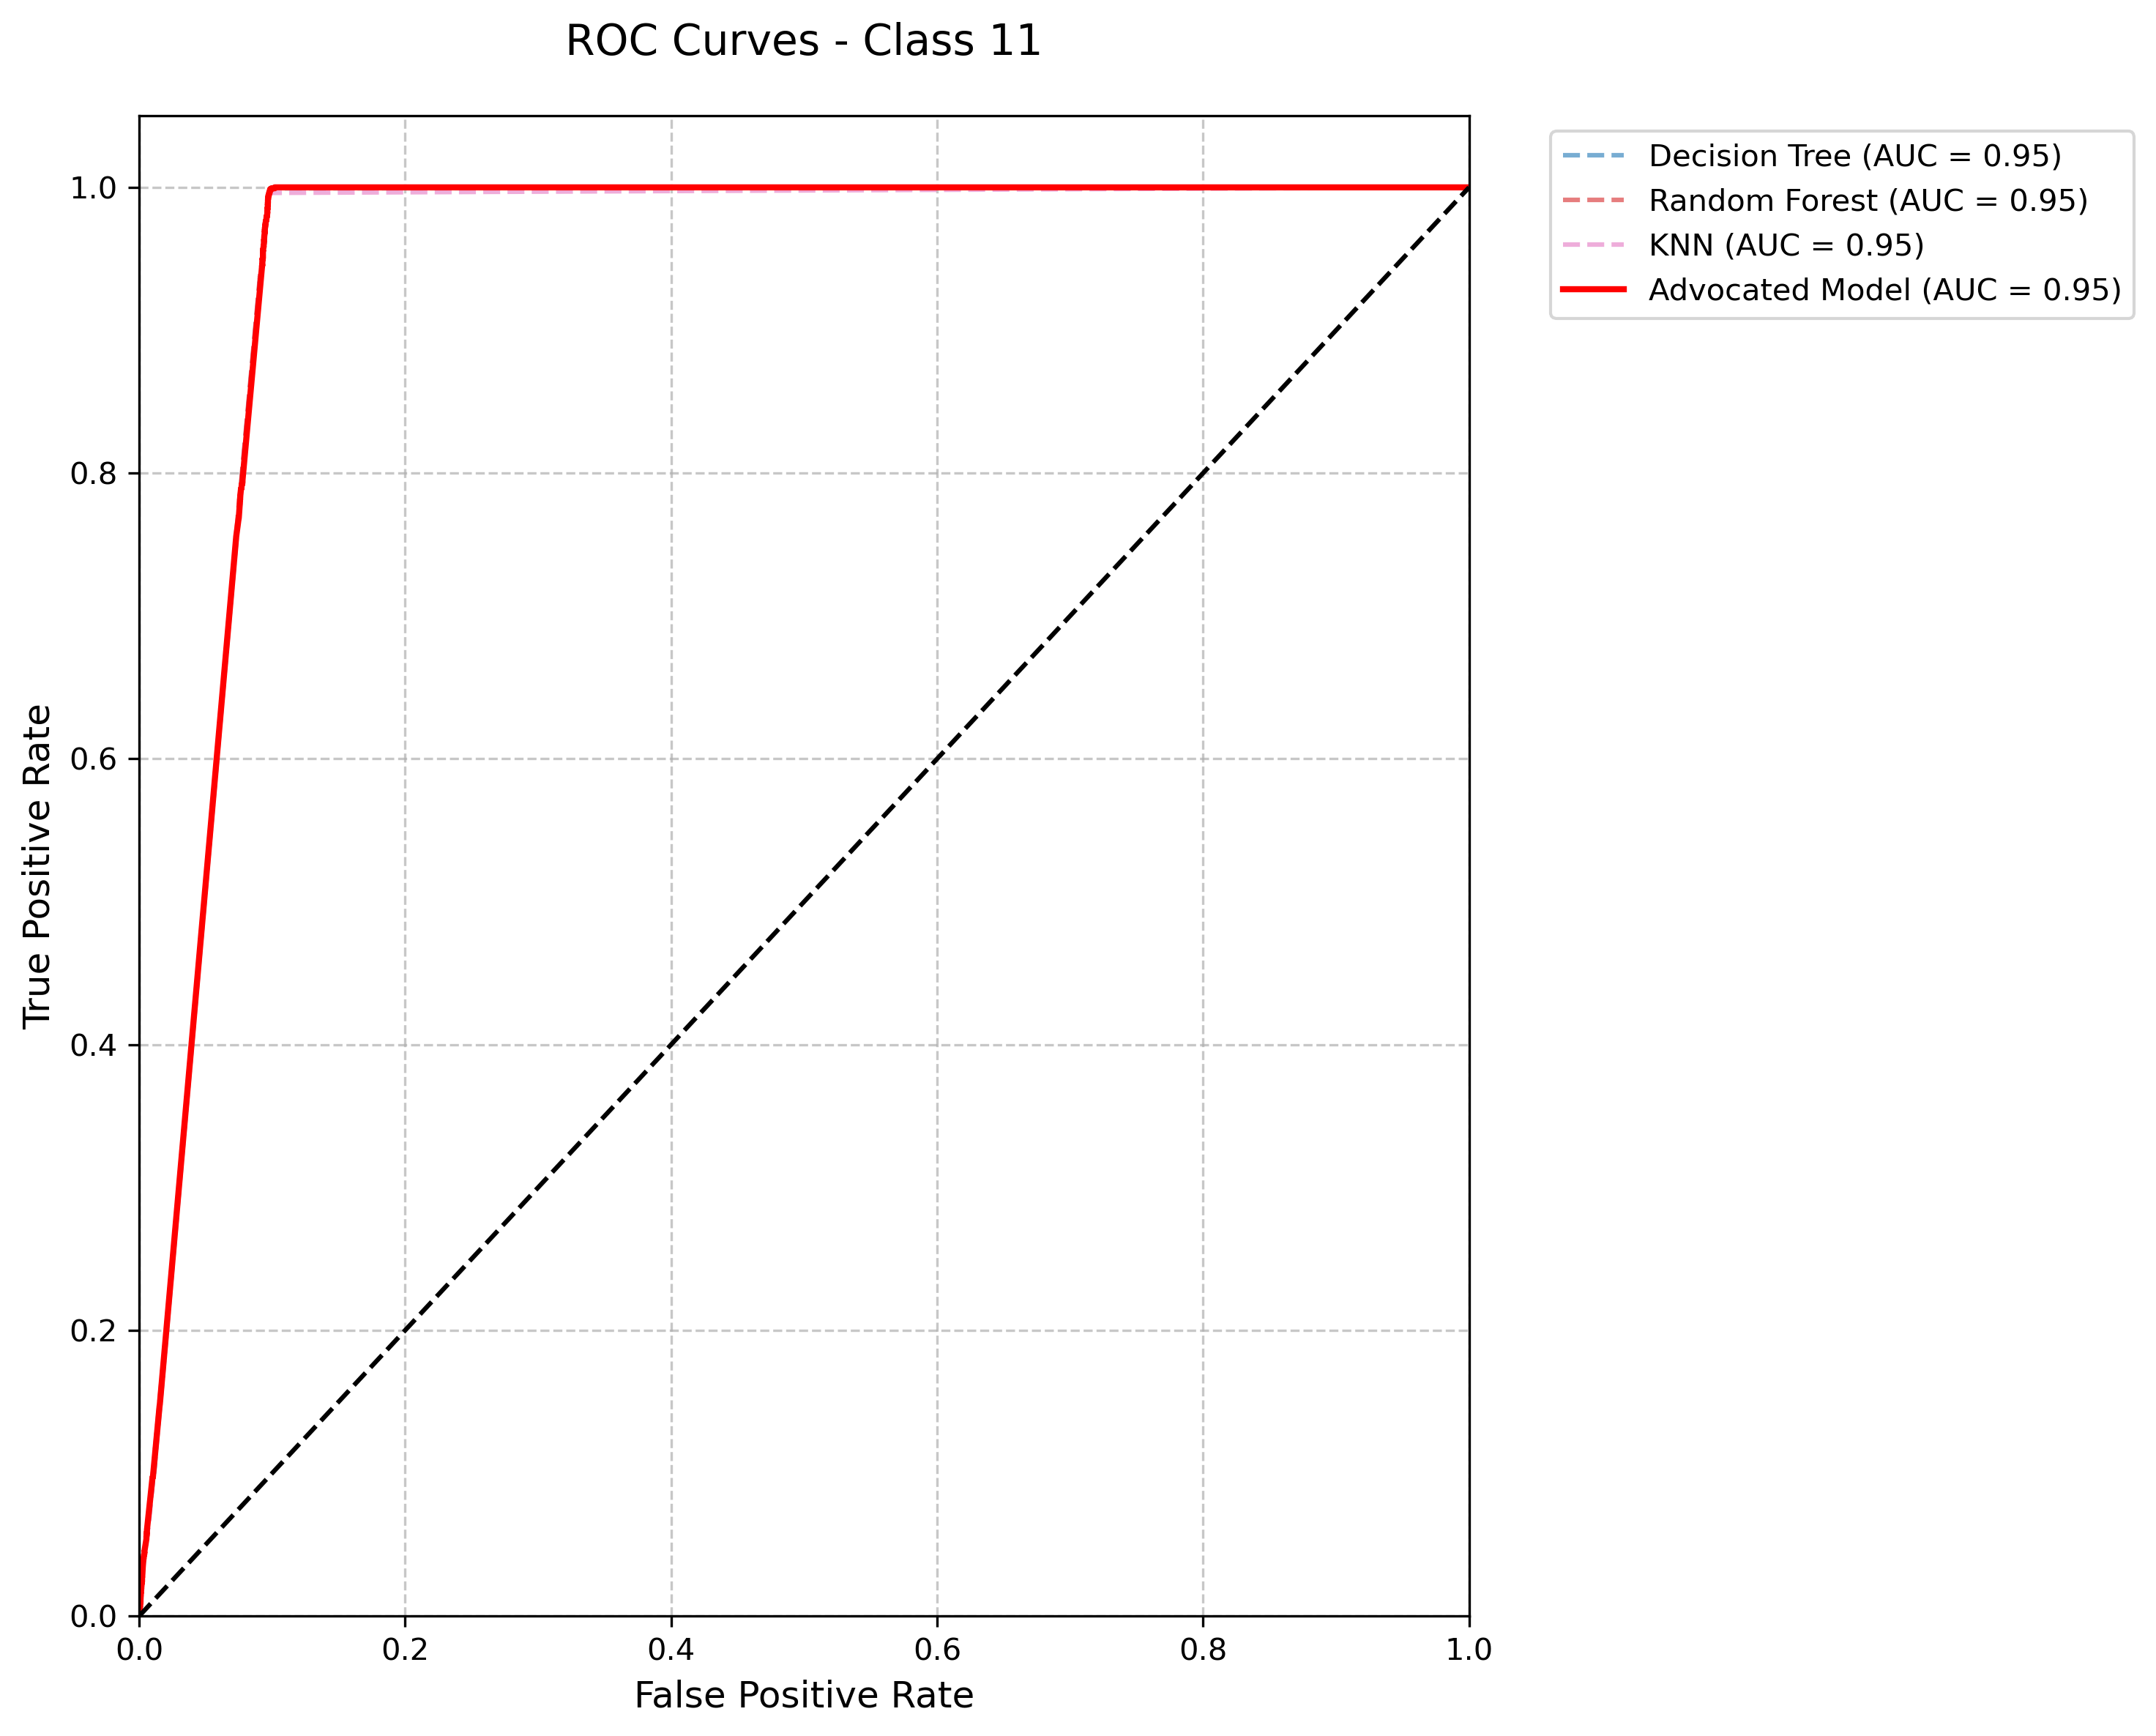 ROC Curves - Class 11
Decision Tree (AUC = 0.95)
Random Forest (AUC = 0.95)
KNN (AUC = 0.95)
Advocated Model (AUC = 0.95)
True Positive Rate
1.0
0.8
0.6
0.4
0.2
0.0
0.0 0.2 0.4 0.6 0.8 1.0
False Positive Rate